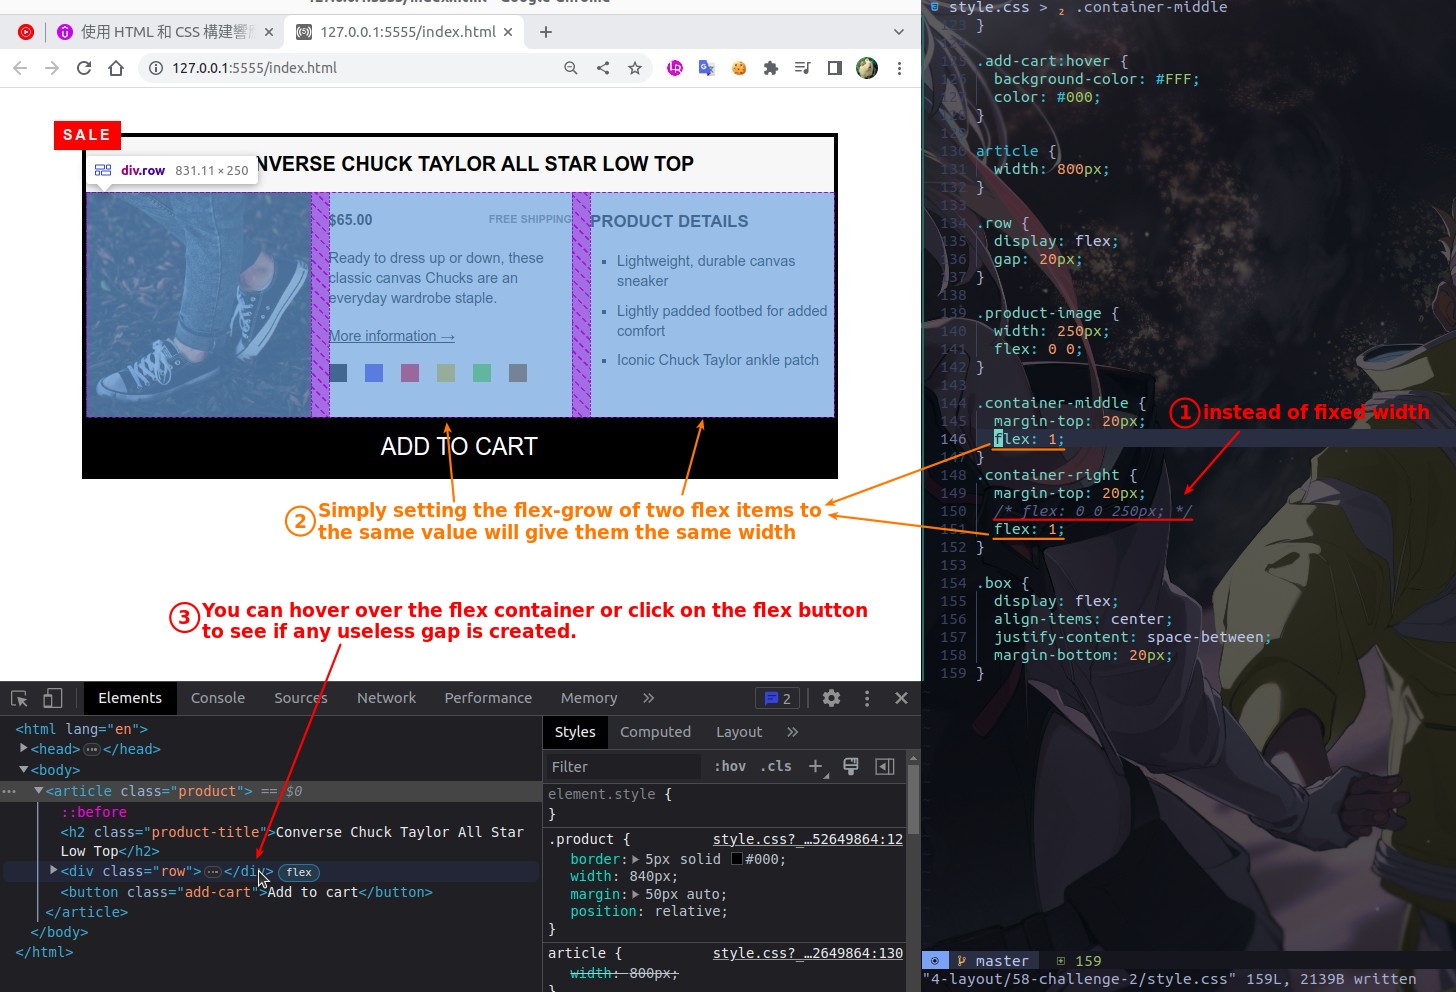 使用 HTML 和 CSS 構建響應
127.0.0.1:5555/index.html
127.0.0.1:5555/index.html
SALE
NVERSE CHUCK TAYLOR ALL STAR LOW TOP
div.row 831.11 × 250
$65.00
FREE SHIPPING
Ready to dress up or down, these
classic canvas Chucks are an
everyday wardrobe staple.
More information →
PRODUCT DETAILS
Lightweight, durable canvas
sneaker
Lightly padded footbed for added
comfort
Iconic Chuck Taylor ankle patch
ADD TO CART
2 Simply setting the flex-grow of two flex items to
the same value will give them the same width
3 You can hover over the flex container or click on the flex button
to see if any useless gap is created.
Elements Console Sources Network Performance Memory » 2
<html lang="en">
<head>…</head>
<body>
<article class="product"> == $0
::before
<h2 class="product-title">Converse Chuck Taylor All Star
Low Top</h2>
<div class="row">…</div> flex
<button class="add-cart">Add to cart</button>
</article>
</body>
</html>
Styles Computed Layout »
Filter :hov .cls +
element.style {
}
.product { style.css?_…52649864:12
border: 5px solid #000;
width: 840px;
margin: 50px auto;
position: relative;
}
article { style.css?_…2649864:130
width: 800px;
}
style.css > .container-middle
}
.add-cart:hover {
background-color: #FFF;
color: #000;
}
article {
131 width: 800px;
132 }
133
134 .row {
135 display: flex;
136 gap: 20px;
137 }
138
139 .product-image {
140 width: 250px;
141 flex: 0 0;
142 }
143
144 .container-middle {
145 margin-top: 20px;
146 flex: 1;
147 }
148 .container-right {
149 margin-top: 20px;
150 /* flex: 0 0 250px; */
151 flex: 1;
152 }
153
154 .box {
155 display: flex;
156 align-items: center;
157 justify-content: space-between;
158 margin-bottom: 20px;
159 }
1 instead of fixed width
master 159
"4-layout/58-challenge-2/style.css" 159L, 2139B written